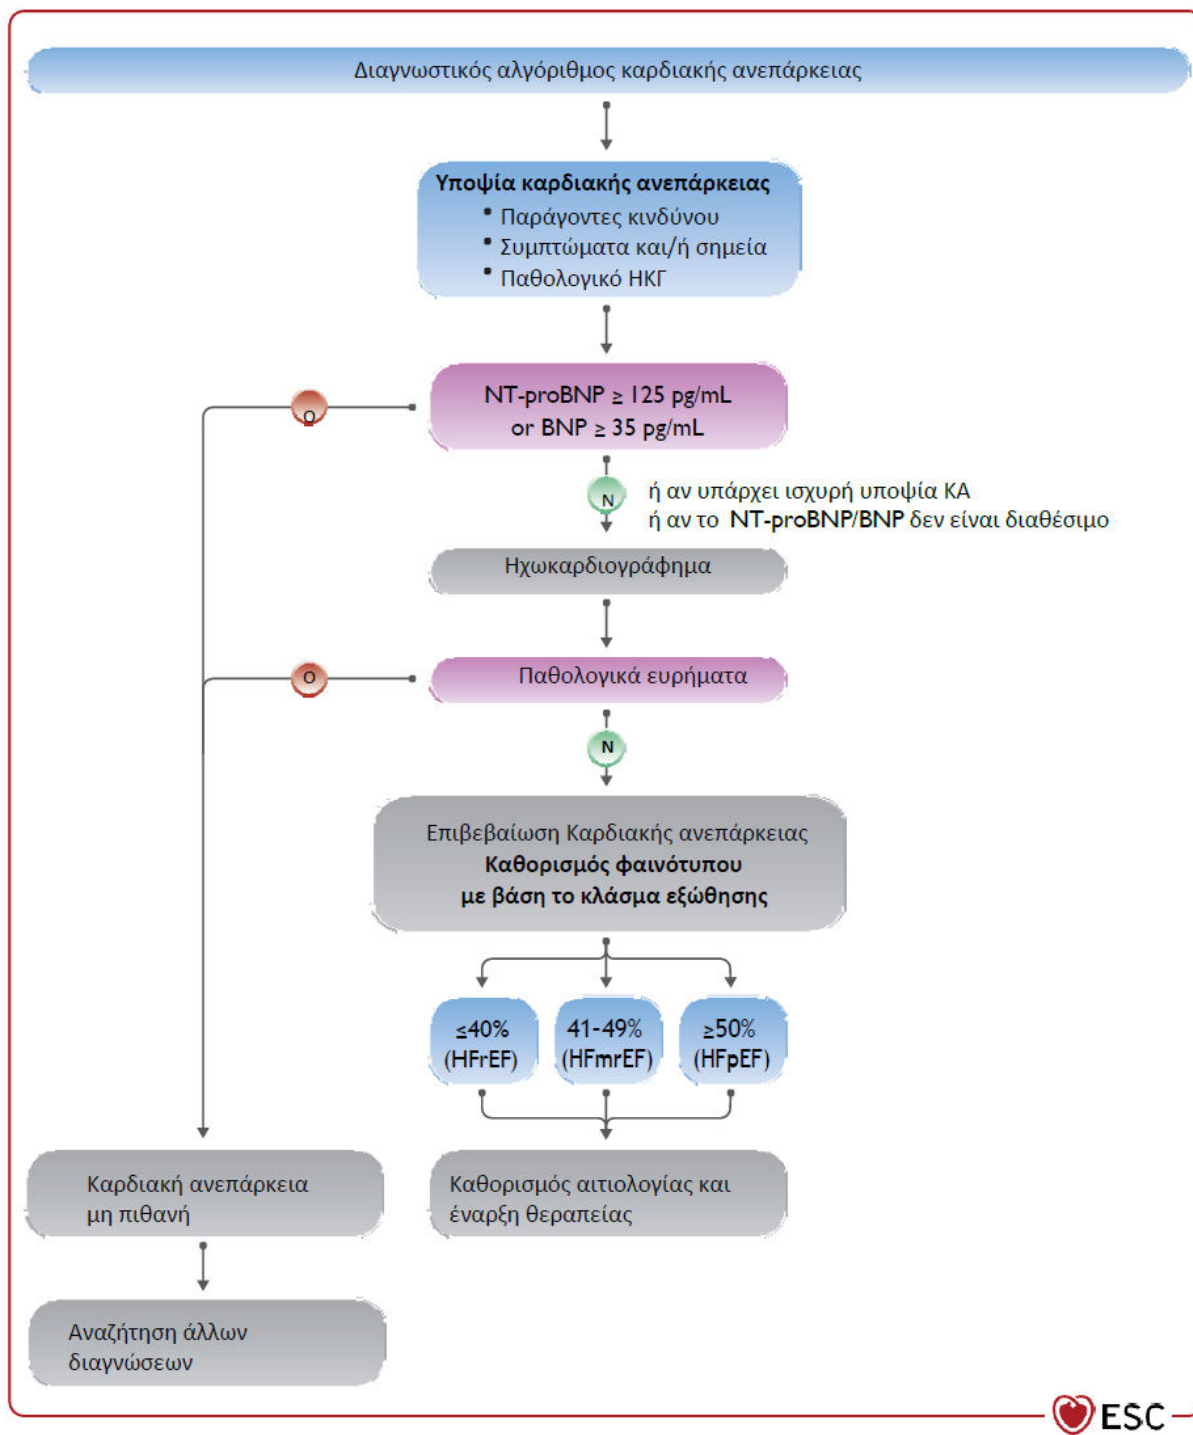 Διαγνωστικός αλγόριθμος καρδιακής ανεπάρκειας
Υποψία καρδιακής ανεπάρκειας
• Παράγοντες κινδύνου
• Συμπτώματα και/ή σημεία
• Παθολογικό ΗΚΓ
NT-proBNP ≥ 125 pg/mL
or BNP ≥ 35 pg/mL
Ο
Ν
ή αν υπάρχει ισχυρή υποψία ΚΑ
ή αν το NT-proBNP/BNP δεν είναι διαθέσιμο
Ηχωκαρδιογράφημα
Παθολογικά ευρήματα
Ο
Ν
Επιβεβαίωση Καρδιακής ανεπάρκειας
Καθορισμός φαινότυπου
με βάση το κλάσμα εξώθησης
≤40%
(HFrEF)
41-49%
(HFmrEF)
≥50%
(HFpEF)
Καρδιακή ανεπάρκεια
μη πιθανή
Καθορισμός αιτιολογίας και
έναρξη θεραπείας
Αναζήτηση άλλων
διαγνώσεων
ESC